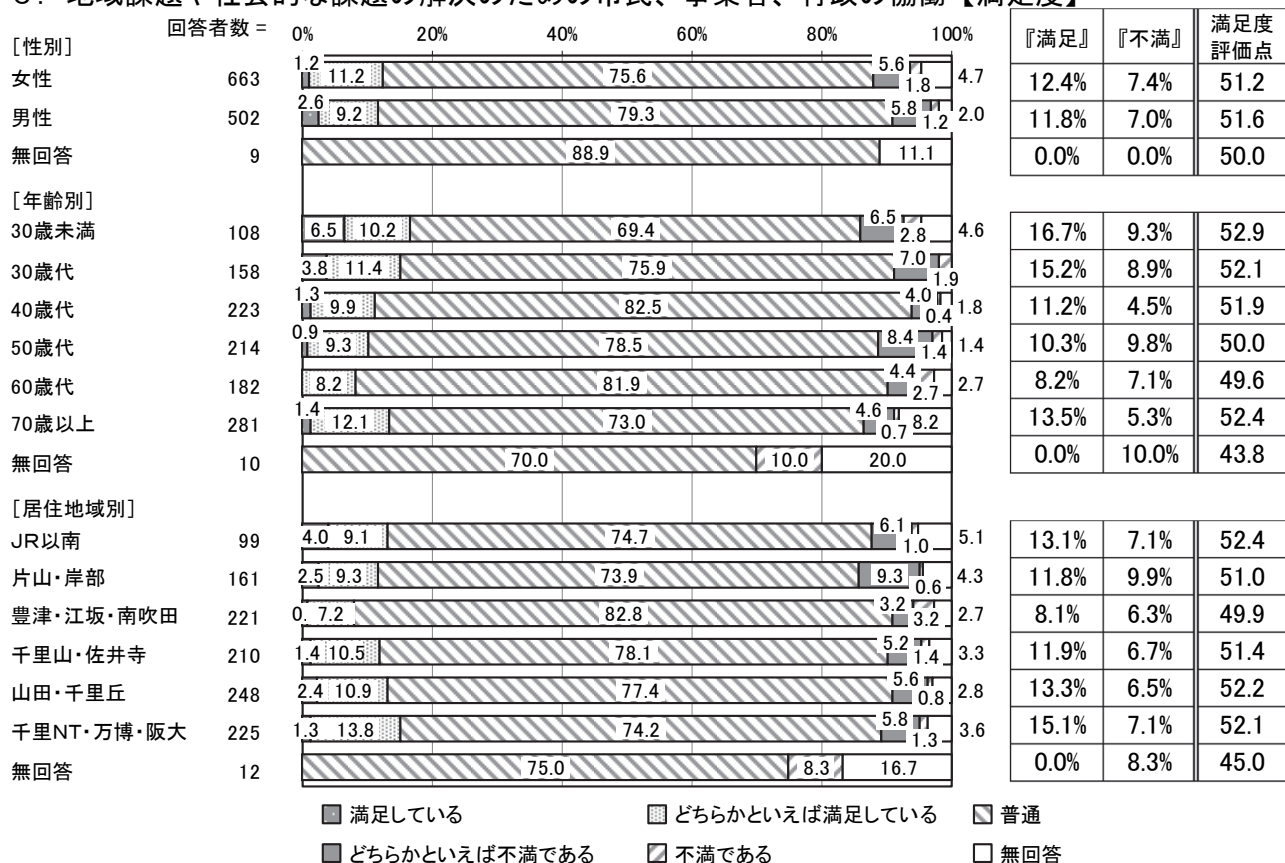 回答者数 = 0% 20% 40% 60% 80% 100% 『満足』 『不満』 満足度評価点
[性別]
女性 663 1.2 11.2 75.6 5.6 1.8 4.7 12.4% 7.4% 51.2
男性 502 2.6 9.2 79.3 5.8 1.2 2.0 11.8% 7.0% 51.6
無回答 9 88.9 11.1 0.0% 0.0% 50.0
[年齢別]
30歳未満 108 6.5 10.2 69.4 6.5 2.8 4.6 16.7% 9.3% 52.9
30歳代 158 3.8 11.4 75.9 7.0 1.9 15.2% 8.9% 52.1
40歳代 223 1.3 9.9 82.5 4.0 0.4 1.8 11.2% 4.5% 51.9
50歳代 214 0.9 9.3 78.5 8.4 1.4 1.4 10.3% 9.8% 50.0
60歳代 182 8.2 81.9 4.4 2.7 2.7 8.2% 7.1% 49.6
70歳以上 281 1.4 12.1 73.0 4.6 0.7 8.2 13.5% 5.3% 52.4
無回答 10 70.0 10.0 20.0 0.0% 10.0% 43.8
[居住地域別]
JR以南 99 4.0 9.1 74.7 6.1 1.0 5.1 13.1% 7.1% 52.4
片山・岸部 161 2.5 9.3 73.9 9.3 0.6 4.3 11.8% 9.9% 51.0
豊津・江坂・南吹田 221 0. 7.2 82.8 3.2 3.2 2.7 8.1% 6.3% 49.9
千里山・佐井寺 210 1.4 10.5 78.1 5.2 1.4 3.3 11.9% 6.7% 51.4
山田・千里丘 248 2.4 10.9 77.4 5.6 0.8 2.8 13.3% 6.5% 52.2
千里NT・万博・阪大 225 1.3 13.8 74.2 5.8 1.3 3.6 15.1% 7.1% 52.1
無回答 12 75.0 8.3 16.7 0.0% 8.3% 45.0
満足している どちらかといえば満足している 普通
どちらかといえば不満である 不満である 無回答